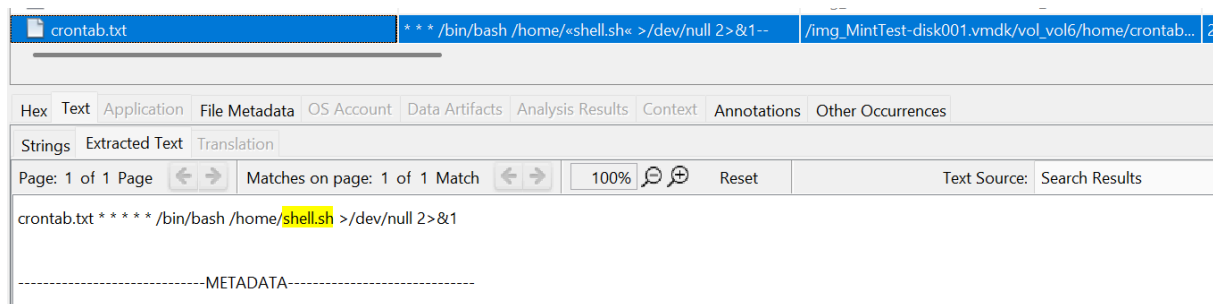 crontab.txt * * * /bin/bash /home/«shell.sh« >/dev/null 2>&1-- /img_MintTest-disk001.vmdk/vol_vol6/home/crontab... 2
Hex Text Application File Metadata OS Account Data Artifacts Analysis Results Context Annotations Other Occurrences
Strings Extracted Text Translation
Page: 1 of 1 Page Matches on page: 1 of 1 Match 100% Reset Text Source: Search Results
crontab.txt * * * * * /bin/bash /home/shell.sh >/dev/null 2>&1
------------------------------METADATA------------------------------